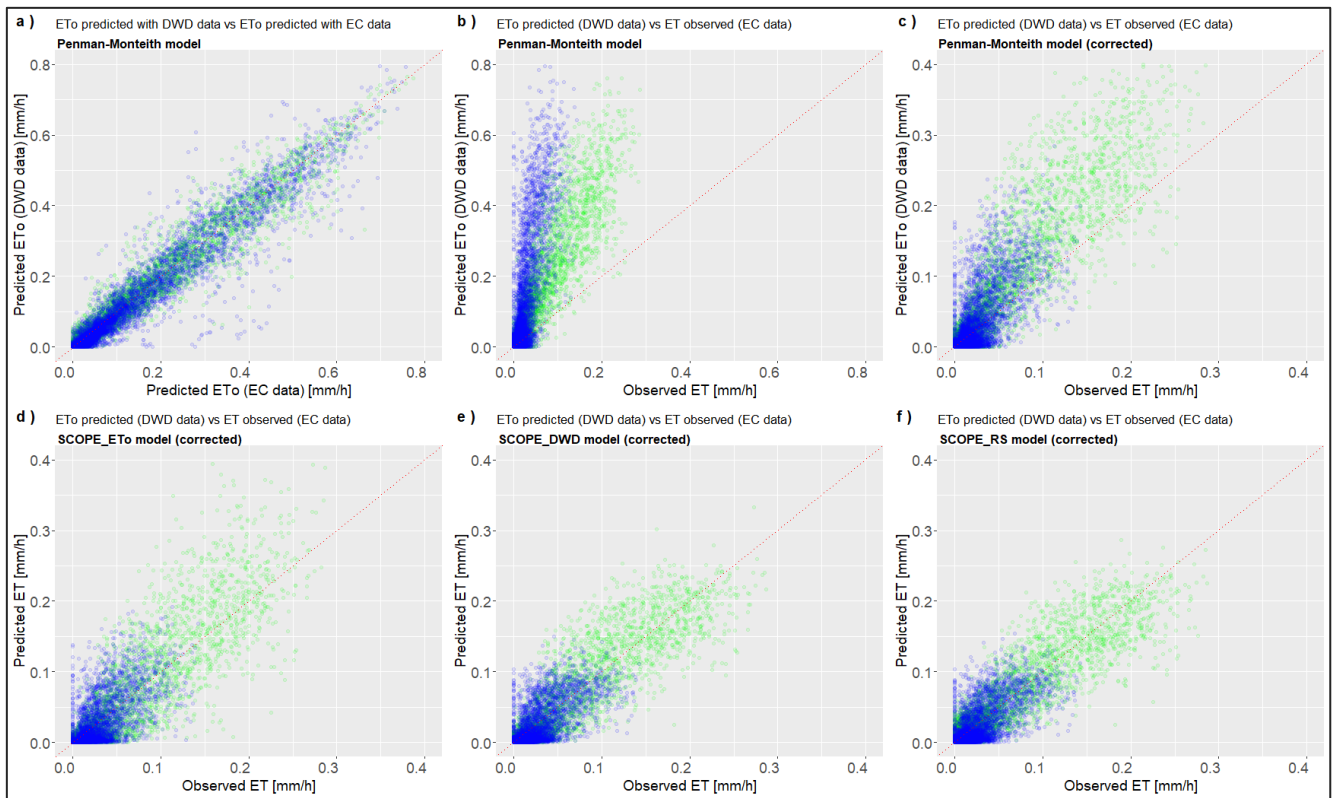 a ) ETo predicted with DWD data vs ETo predicted with EC data
Penman-Monteith model
0.8
0.6
0.4
0.2
0.0
Predicted ETo (DWD data) [mm/h]
0.0 0.2 0.4 0.6 0.8
Predicted ETo (EC data) [mm/h]
b ) ETo predicted (DWD data) vs ET observed (EC data)
Penman-Monteith model
0.8
0.6
0.4
0.2
0.0
Predicted ETo (DWD data) [mm/h]
0.0 0.2 0.4 0.6 0.8
Observed ET [mm/h]
c ) ETo predicted (DWD data) vs ET observed (EC data)
Penman-Monteith model (corrected)
0.4
0.3
0.2
0.1
0.0
Predicted ETo (DWD data) [mm/h]
0.0 0.1 0.2 0.3 0.4
Observed ET [mm/h]
d ) ETo predicted (DWD data) vs ET observed (EC data)
SCOPE_ETo model (corrected)
0.4
0.3
0.2
0.1
0.0
Predicted ET [mm/h]
0.0 0.1 0.2 0.3 0.4
Observed ET [mm/h]
e ) ETo predicted (DWD data) vs ET observed (EC data)
SCOPE_DWD model (corrected)
0.4
0.3
0.2
0.1
0.0
Predicted ET [mm/h]
0.0 0.1 0.2 0.3 0.4
Observed ET [mm/h]
f ) ETo predicted (DWD data) vs ET observed (EC data)
SCOPE_RS model (corrected)
0.4
0.3
0.2
0.1
0.0
Predicted ET [mm/h]
0.0 0.1 0.2 0.3 0.4
Observed ET [mm/h]